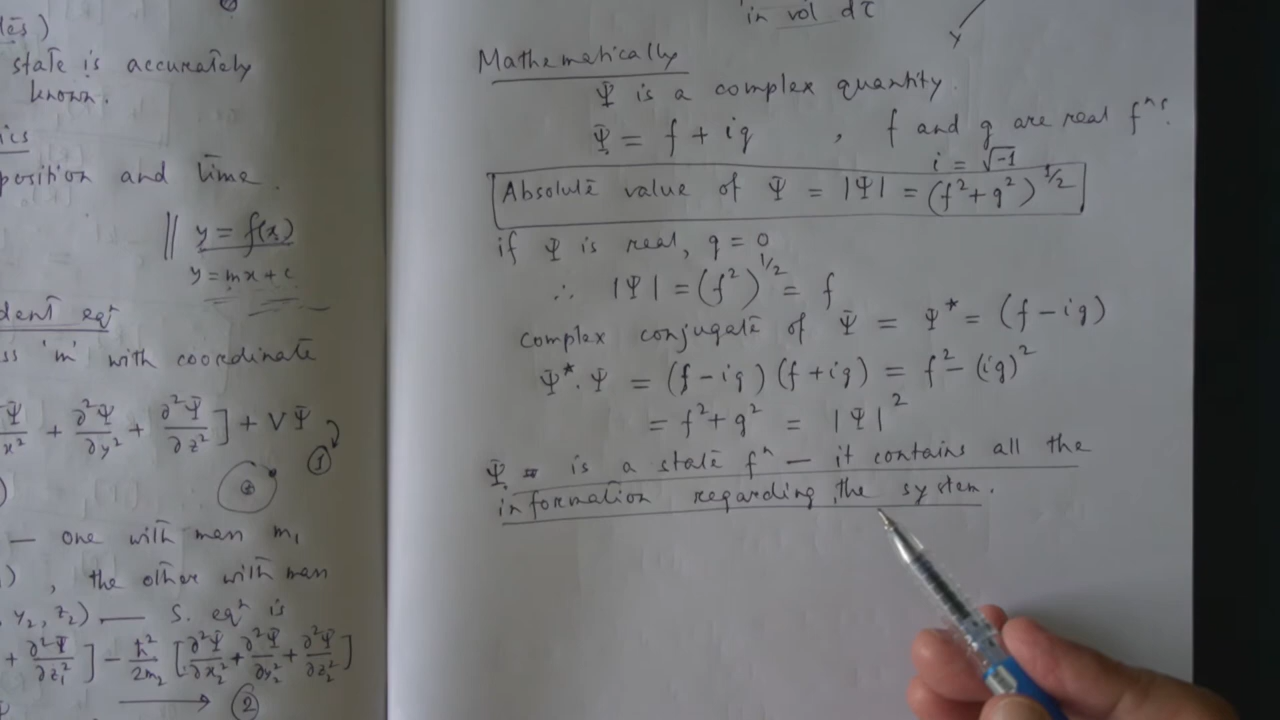 state is accurately
known.
position and time.
|| y = f(x)
y = mx + c
'm' with coordinate
+ ∂²Ψ/∂y² + ∂²Ψ/∂z² ] + VΨ
①
— one with mass m₁
, the other with mass
y₂, z₂) — S. eqⁿ is
+ ∂²Ψ/∂z₁² ] − ħ²/2m₂ [ ∂²Ψ/∂x₂² + ∂²Ψ/∂y₂² + ∂²Ψ/∂z₂² ]
⟶ ②
in vol dτ
Y
Mathematically
Ψ is a complex quantity.
Ψ = f + ig , f and g are real fⁿˢ.
i = √-1
Absolute value of Ψ = |Ψ| = (f² + g²)^1/2
if Ψ is real, g = 0
∴ |Ψ| = (f²)^1/2 = f
Complex conjugate of Ψ = Ψ* = (f − ig)
Ψ*. Ψ = (f − ig) (f + ig) = f² − (ig)²
= f² + g² = |Ψ|²
Ψ is a state fⁿ — it contains all the
information regarding the system.